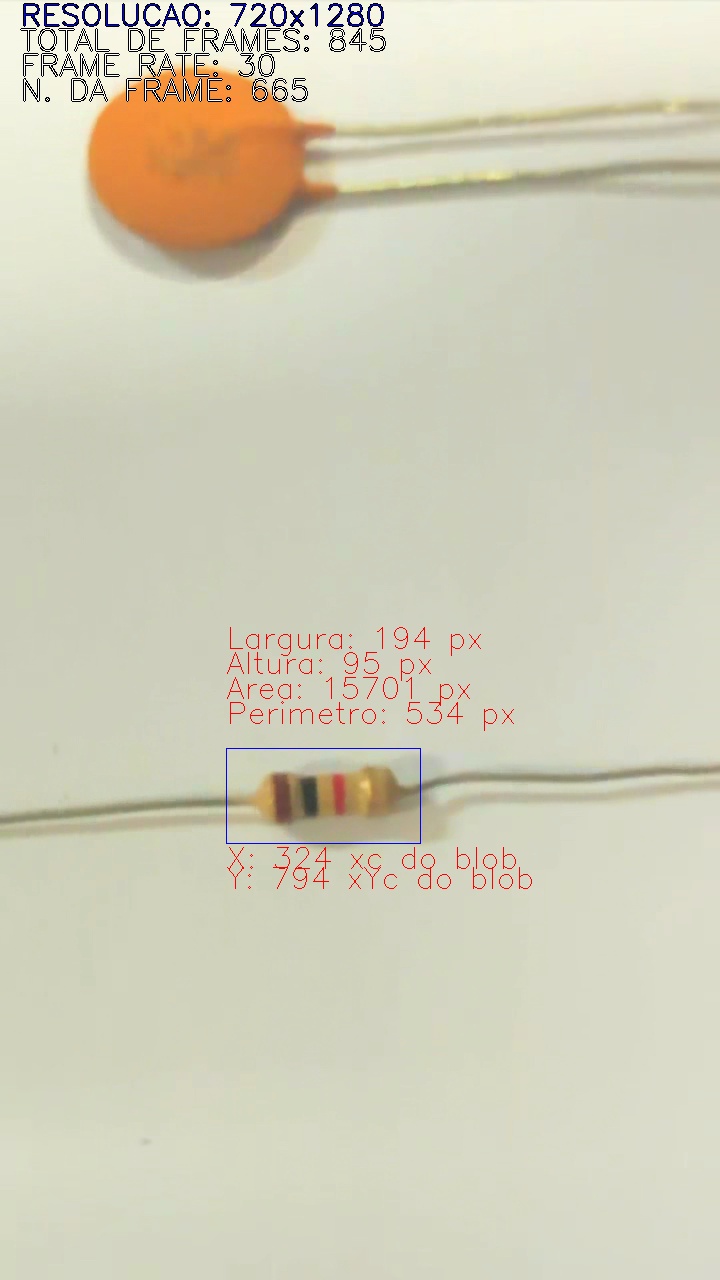 RESOLUCAO: 720x1280
TOTAL DE FRAMES: 845
FRAME RATE: 30
N. DA FRAME: 665
Largura: 194 px
Altura: 95 px
Area: 15701 px
Perimetro: 534 px
X: 324 xc do blob
Y: 794 xYc do blob